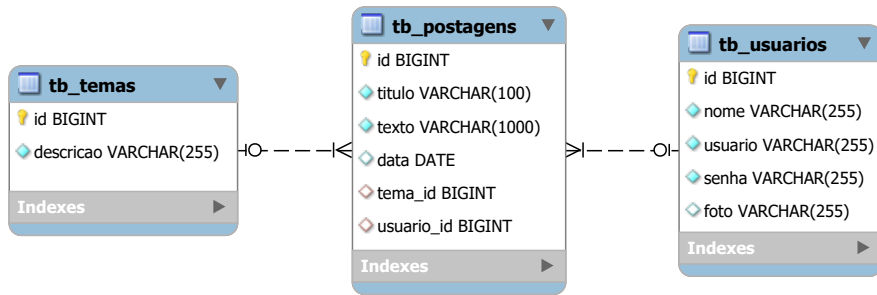 tb_temas
id BIGINT
descricao VARCHAR(255)
Indexes
tb_postagens
id BIGINT
titulo VARCHAR(100)
texto VARCHAR(1000)
data DATE
tema_id BIGINT
usuario_id BIGINT
Indexes
tb_usuarios
id BIGINT
nome VARCHAR(255)
usuario VARCHAR(255)
senha VARCHAR(255)
foto VARCHAR(255)
Indexes